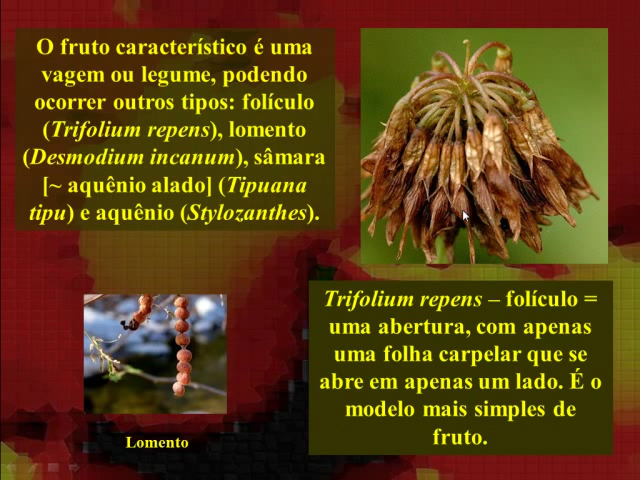 O fruto característico é uma
vagem ou legume, podendo
ocorrer outros tipos: folículo
(Trifolium repens), lomento
(Desmodium incanum), sâmara
[~ aquênio alado] (Tipuana
tipu) e aquênio (Stylozanthes).
Trifolium repens – folículo =
uma abertura, com apenas
uma folha carpelar que se
abre em apenas um lado. É o
modelo mais simples de
fruto.
Lomento